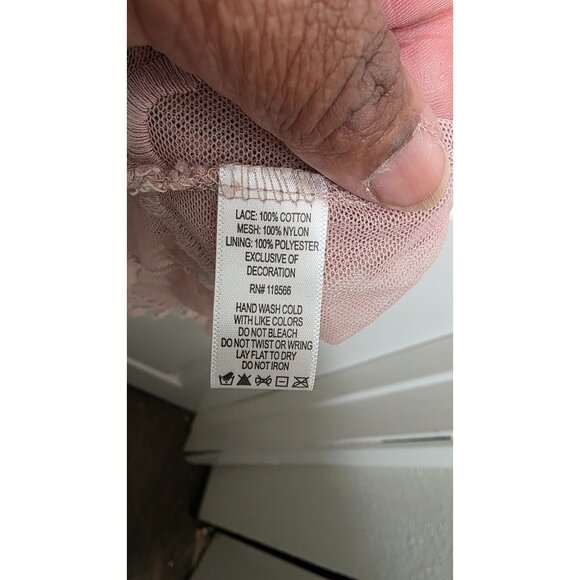 LACE: 100% COTTON
MESH: 100% NYLON
LINING: 100% POLYESTER
EXCLUSIVE OF
DECORATION
RN# 118566
HAND WASH COLD
WITH LIKE COLORS
DO NOT BLEACH
DO NOT TWIST OR WRING
LAY FLAT TO DRY
DO NOT IRON